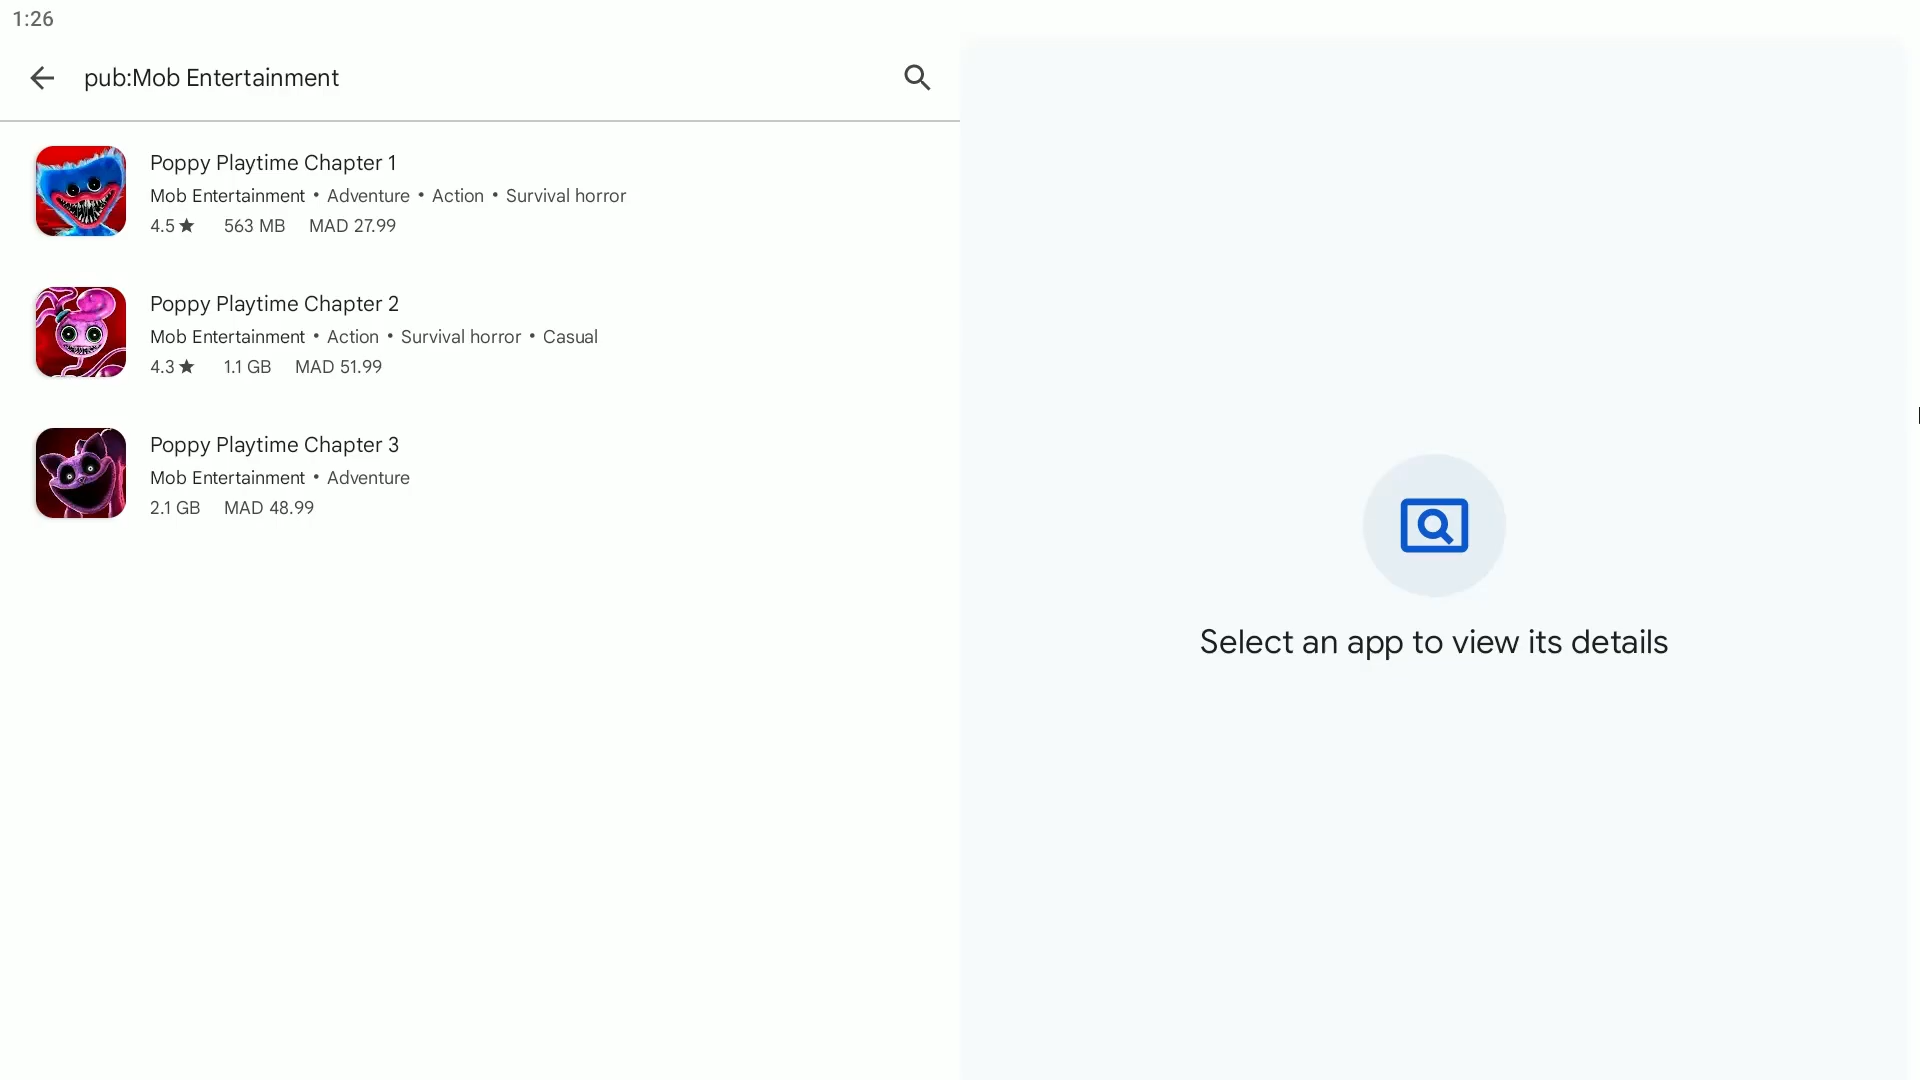 1:26
pub:Mob Entertainment
Poppy Playtime Chapter 1
Mob Entertainment • Adventure • Action • Survival horror
4.5★ 563 MB MAD 27.99
Poppy Playtime Chapter 2
Mob Entertainment • Action • Survival horror • Casual
4.3★ 1.1 GB MAD 51.99
Poppy Playtime Chapter 3
Mob Entertainment • Adventure
2.1 GB MAD 48.99
Select an app to view its details